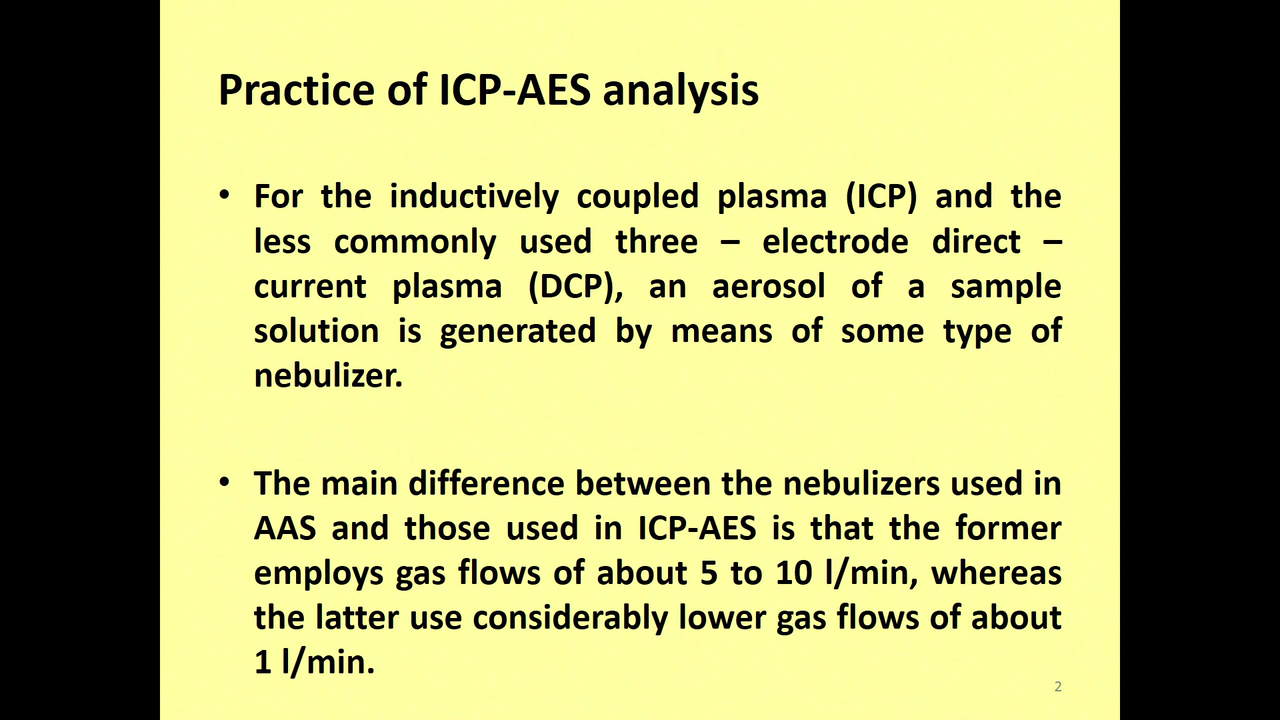 Practice of ICP-AES analysis
• For the inductively coupled plasma (ICP) and the
less commonly used three – electrode direct –
current plasma (DCP), an aerosol of a sample
solution is generated by means of some type of
nebulizer.
• The main difference between the nebulizers used in
AAS and those used in ICP-AES is that the former
employs gas flows of about 5 to 10 l/min, whereas
the latter use considerably lower gas flows of about
1 l/min.
2